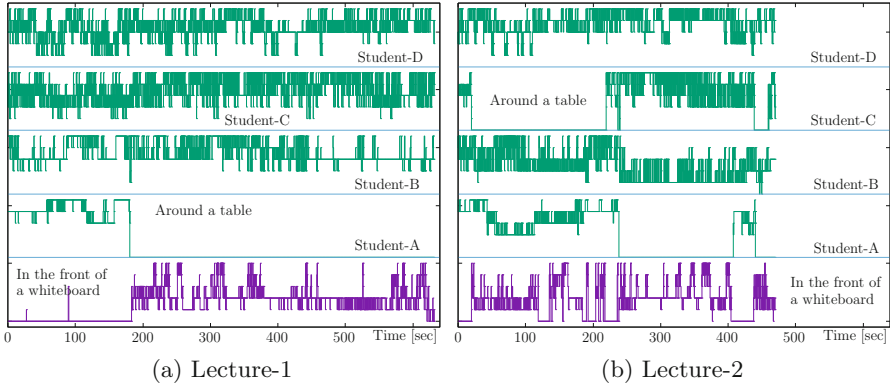 Student-D
Student-C
Student-B
Around a table
Student-A
In the front of
a whiteboard
0 100 200 300 400 500 Time [sec]
(a) Lecture-1
Student-D
Around a table
Student-C
Student-B
Student-A
In the front of
a whiteboard
0 100 200 300 400 500 Time [sec]
(b) Lecture-2